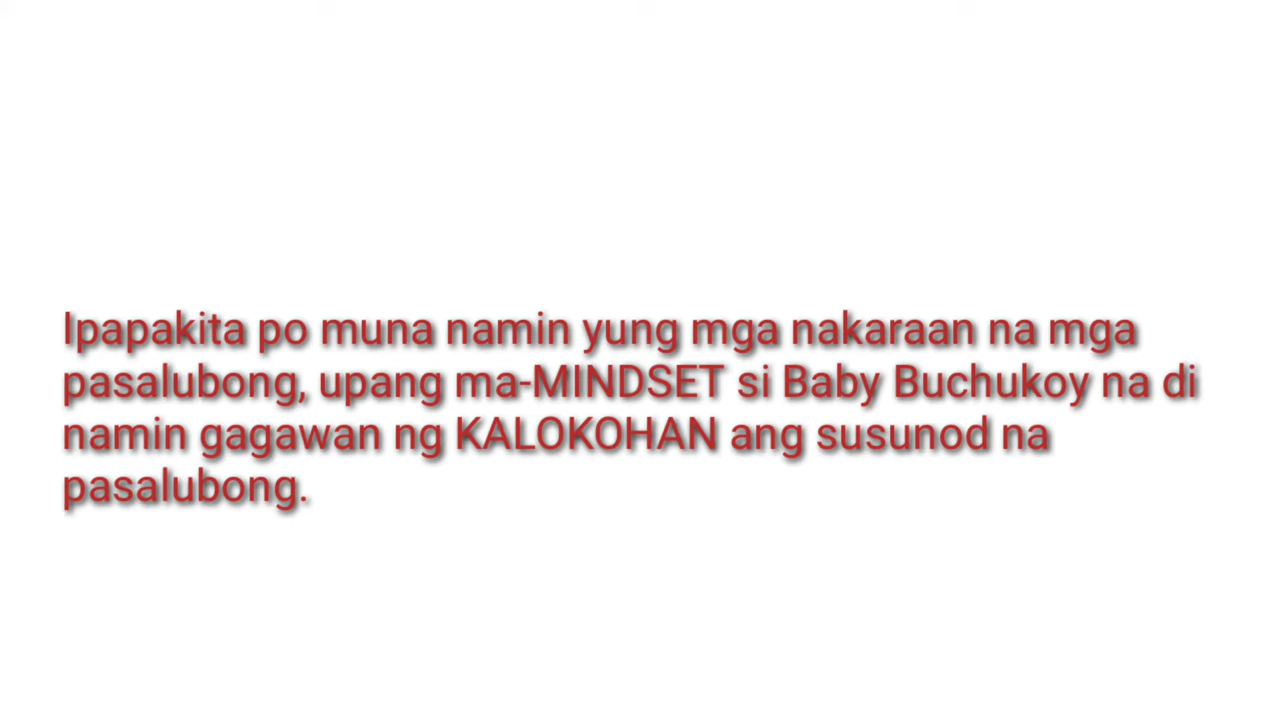 Ipapakita po muna namin yung mga nakaraan na mga
pasalubong, upang ma-MINDSET si Baby Buchukoy na di
namin gagawan ng KALOKOHAN ang susunod na
pasalubong.